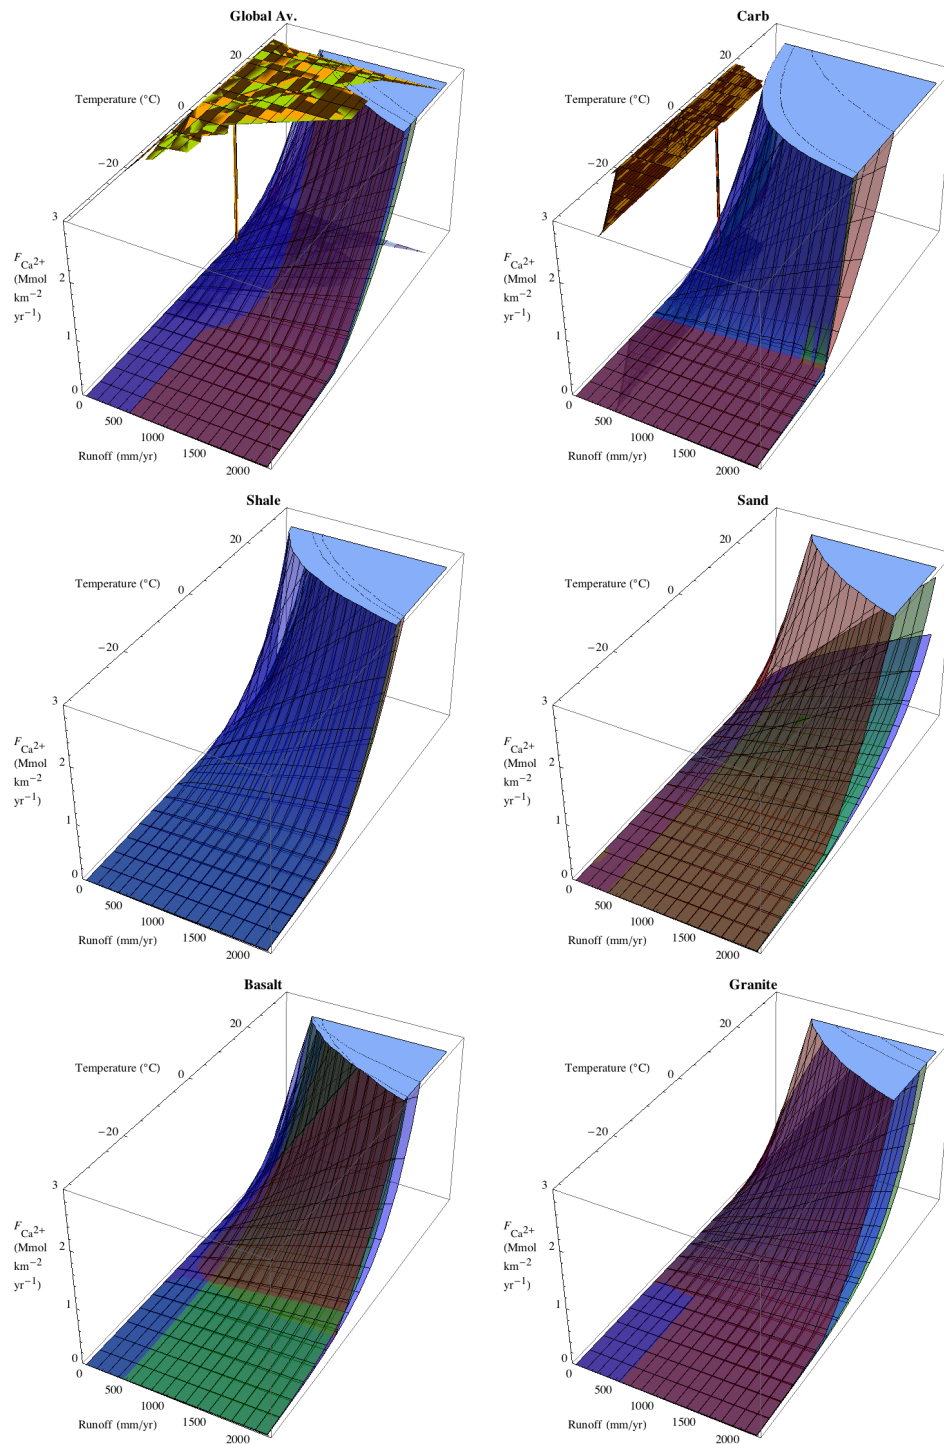 Global Av.
20
0
−20
Temperature (°C)
3
2
1
0
F Ca2+
(Mmol
km−2
yr−1)
0
500
1000
1500
2000
Runoff (mm/yr)
Carb
20
0
−20
Temperature (°C)
3
2
1
0
F Ca2+
(Mmol
km−2
yr−1)
0
500
1000
1500
2000
Runoff (mm/yr)
Shale
20
0
−20
Temperature (°C)
3
2
1
0
F Ca2+
(Mmol
km−2
yr−1)
0
500
1000
1500
2000
Runoff (mm/yr)
Sand
20
0
−20
Temperature (°C)
3
2
1
0
F Ca2+
(Mmol
km−2
yr−1)
0
500
1000
1500
2000
Runoff (mm/yr)
Basalt
20
0
−20
Temperature (°C)
3
2
1
0
F Ca2+
(Mmol
km−2
yr−1)
0
500
1000
1500
2000
Runoff (mm/yr)
Granite
20
0
−20
Temperature (°C)
3
2
1
0
F Ca2+
(Mmol
km−2
yr−1)
0
500
1000
1500
2000
Runoff (mm/yr)